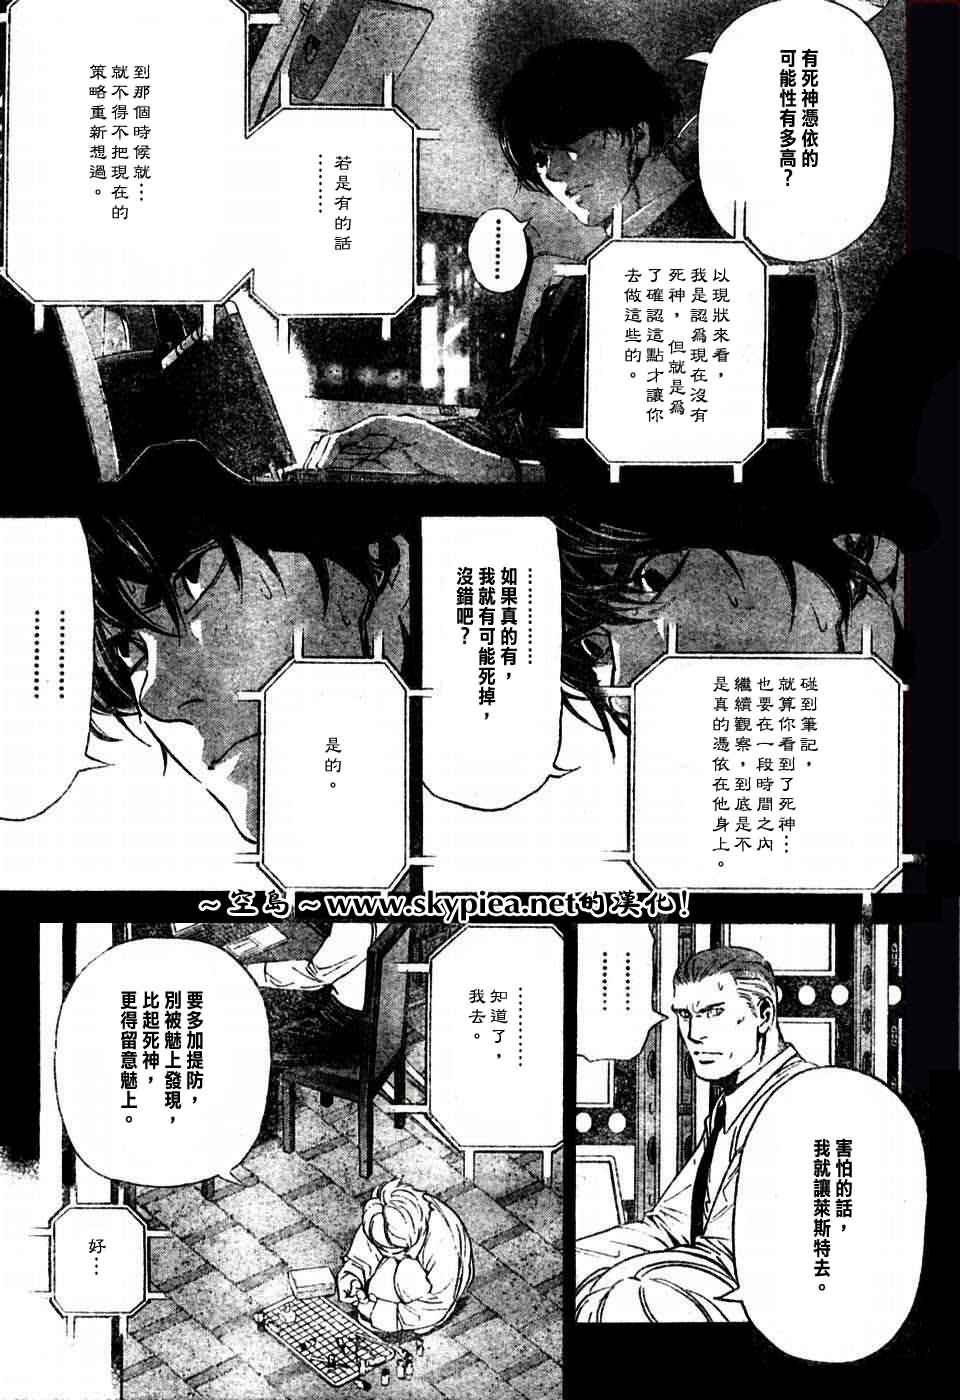 有死神憑依的
可能性有多高?
………
以現狀來看，
我是認爲現在沒有
死神，但就是爲
了確認這點才讓你
去做這些的。
若是有的話
………
到那個時候就…
就不得不把現在的
策略重新想過。
碰到筆記，
就算你看到了死神…
也要在一段時間之內
繼續觀察，到底是不
是真的憑依在他身上。
…………
如果真的有，
我就有可能死掉，
沒錯吧?
是的。
…………
…………
~空島~www.skypiea.net的漢化!
害怕的話，
我就讓萊斯特去。
………
………
…………
知道了，
我去。
…………
要多加提防，
別被魅上發現，
比起死神，
更得留意魅上。
好…